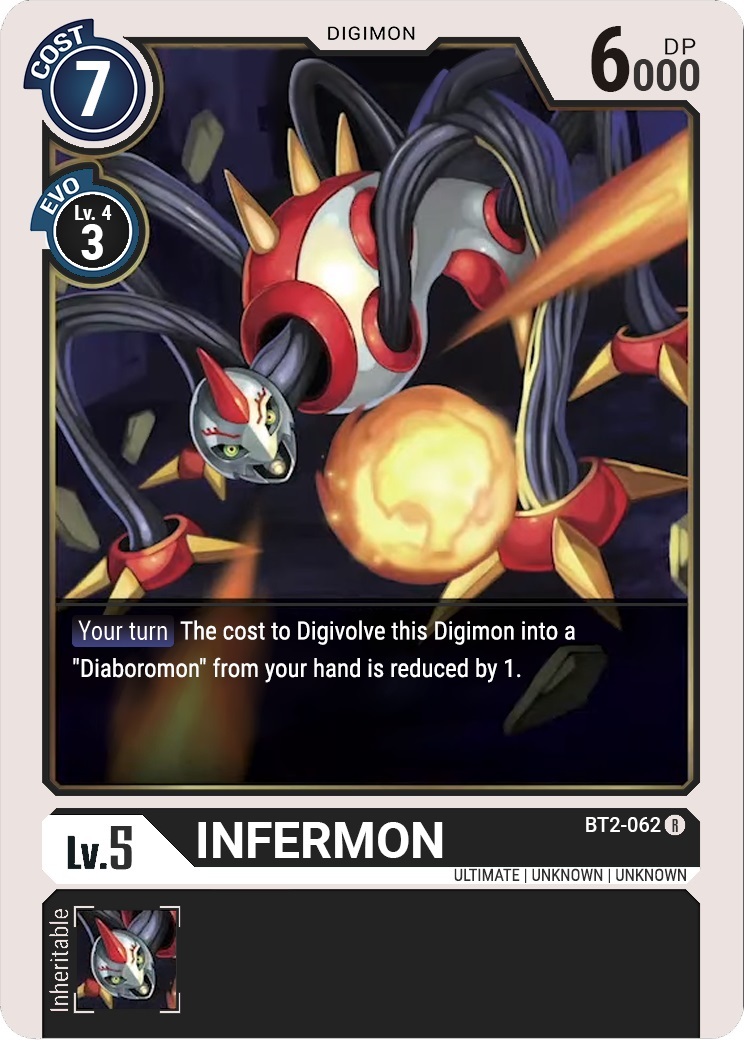 DIGIMON
COST
7
DP
6000
EVO
Lv. 4
3
Your turn The cost to Digivolve this Digimon into a
"Diaboromon" from your hand is reduced by 1.
BT2-062 R
Lv.5 INFERMON
ULTIMATE | UNKNOWN | UNKNOWN
Inheritable